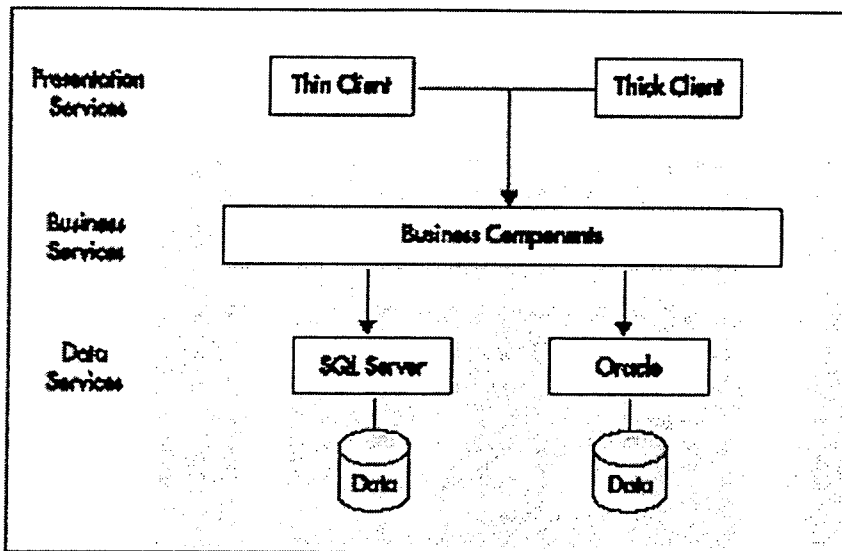 Presentation
Services
Thin Client
Thick Client
Business
Services
Business Components
Data
Services
SQL Server
Oracle
Data
Data